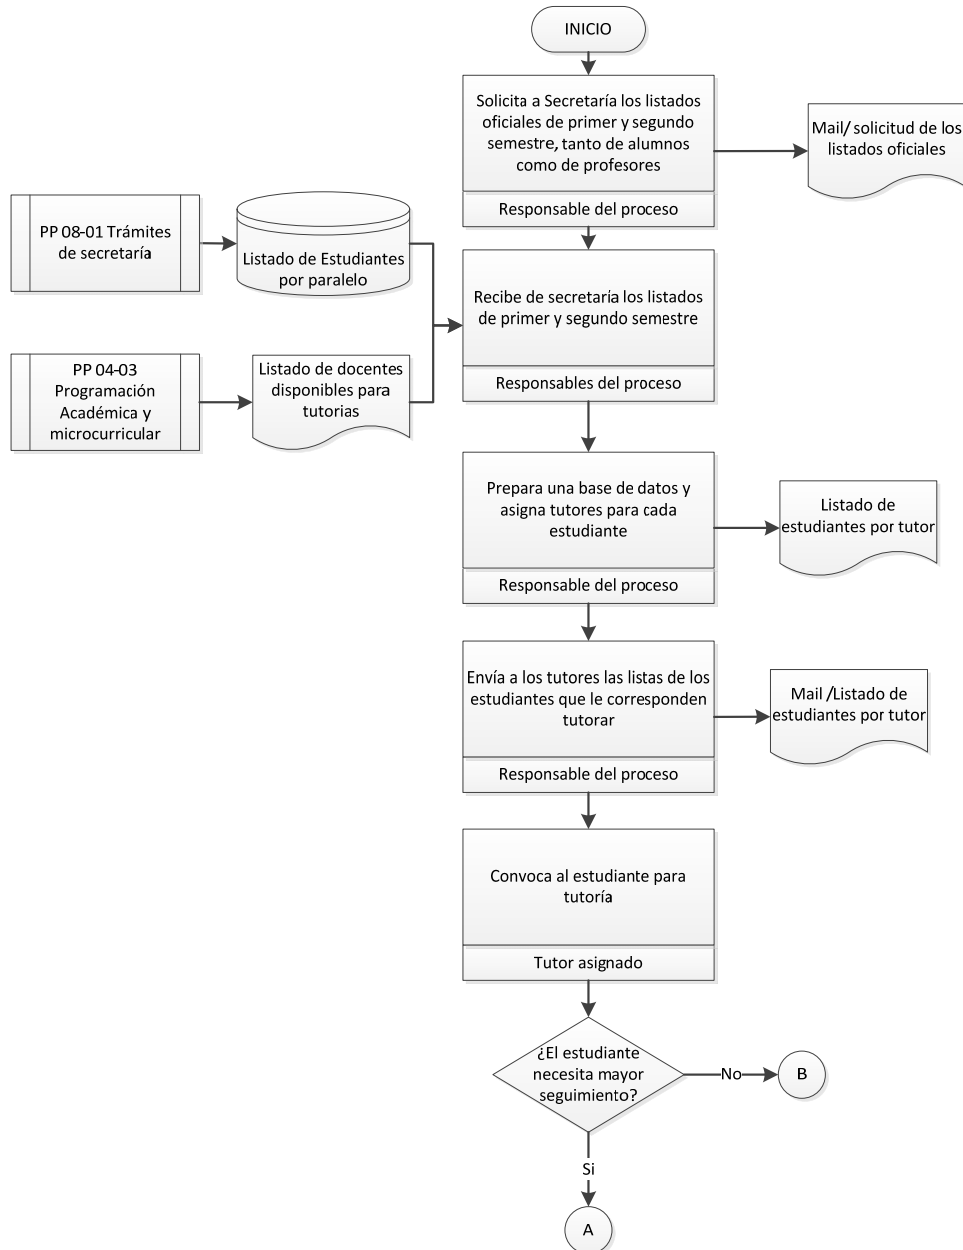 INICIO
Solicita a Secretaría los listados
oficiales de primer y segundo
semestre, tanto de alumnos
como de profesores
Responsable del proceso
Mail/ solicitud de los
listados oficiales
PP 08-01 Trámites
de secretaría
Listado de Estudiantes
por paralelo
Recibe de secretaría los listados
de primer y segundo semestre
Responsables del proceso
PP 04-03
Programación
Académica y
microcurricular
Listado de docentes
disponibles para
tutorias
Prepara una base de datos y
asigna tutores para cada
estudiante
Responsable del proceso
Listado de
estudiantes por tutor
Envía a los tutores las listas de los
estudiantes que le corresponden
tutorar
Responsable del proceso
Mail /Listado de
estudiantes por tutor
Convoca al estudiante para
tutoría
Tutor asignado
¿El estudiante
necesita mayor
seguimiento?
No
B
Si
A